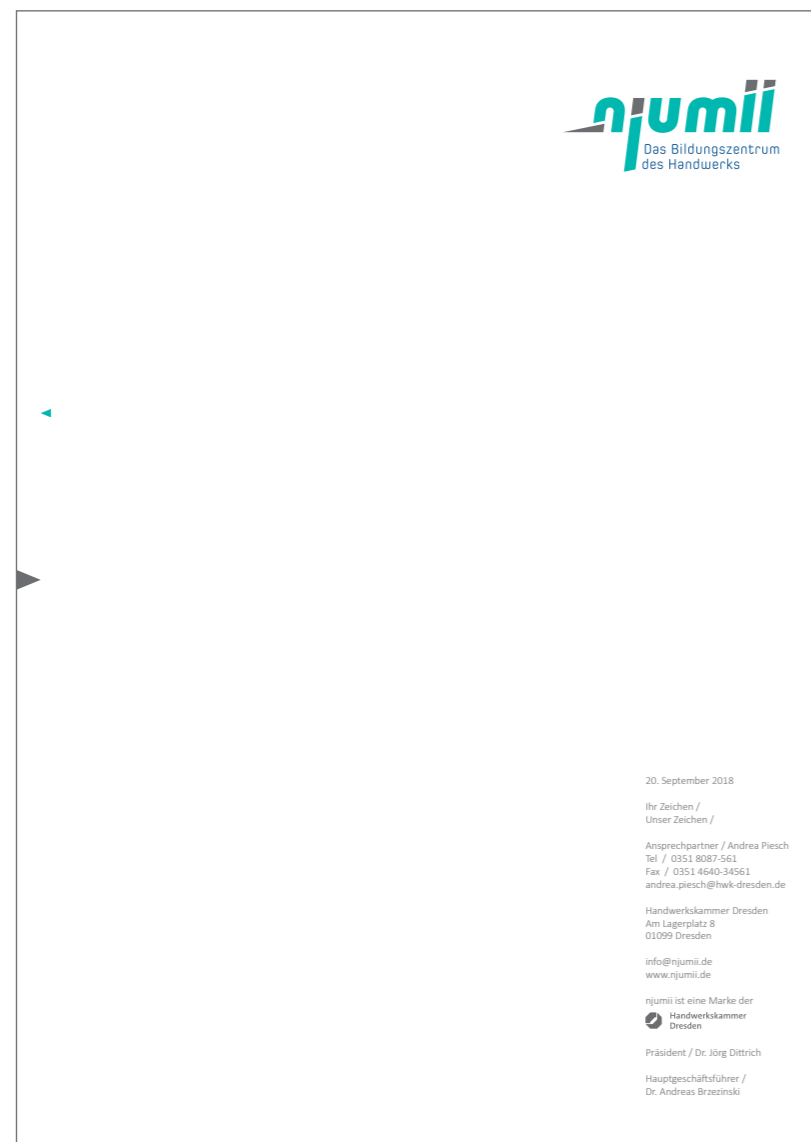 njumii
Das Bildungszentrum
des Handwerks
20. September 2018
Ihr Zeichen /
Unser Zeichen /
Ansprechpartner / Andrea Piesch
Tel / 0351 8087-561
Fax / 0351 4640-34561
andrea.piesch@hwk-dresden.de
Handwerkskammer Dresden
Am Lagerplatz 8
01099 Dresden
info@njumii.de
www.njumii.de
njumii ist eine Marke der
Handwerkskammer
Dresden
Präsident / Dr. Jörg Dittrich
Hauptgeschäftsführer /
Dr. Andreas Brzezinski